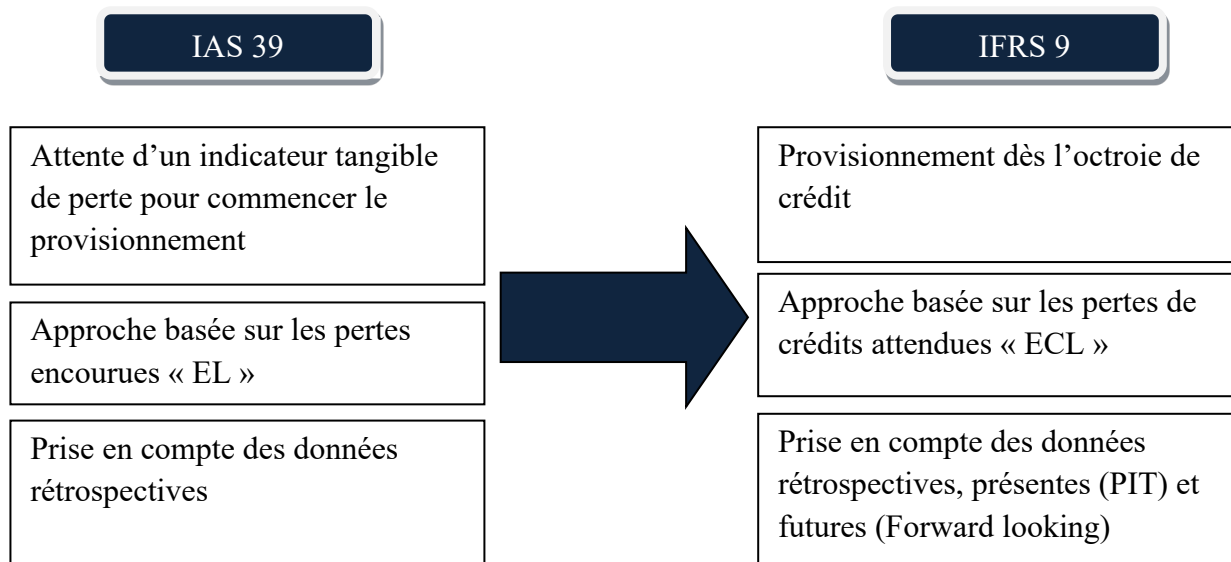 IAS 39
Attente d’un indicateur tangible
de perte pour commencer le
provisionnement
Approche basée sur les pertes
encourues « EL »
Prise en compte des données
rétrospectives
IFRS 9
Provisionnement dès l’octroie de
crédit
Approche basée sur les pertes de
crédits attendues « ECL »
Prise en compte des données
rétrospectives, présentes (PIT) et
futures (Forward looking)